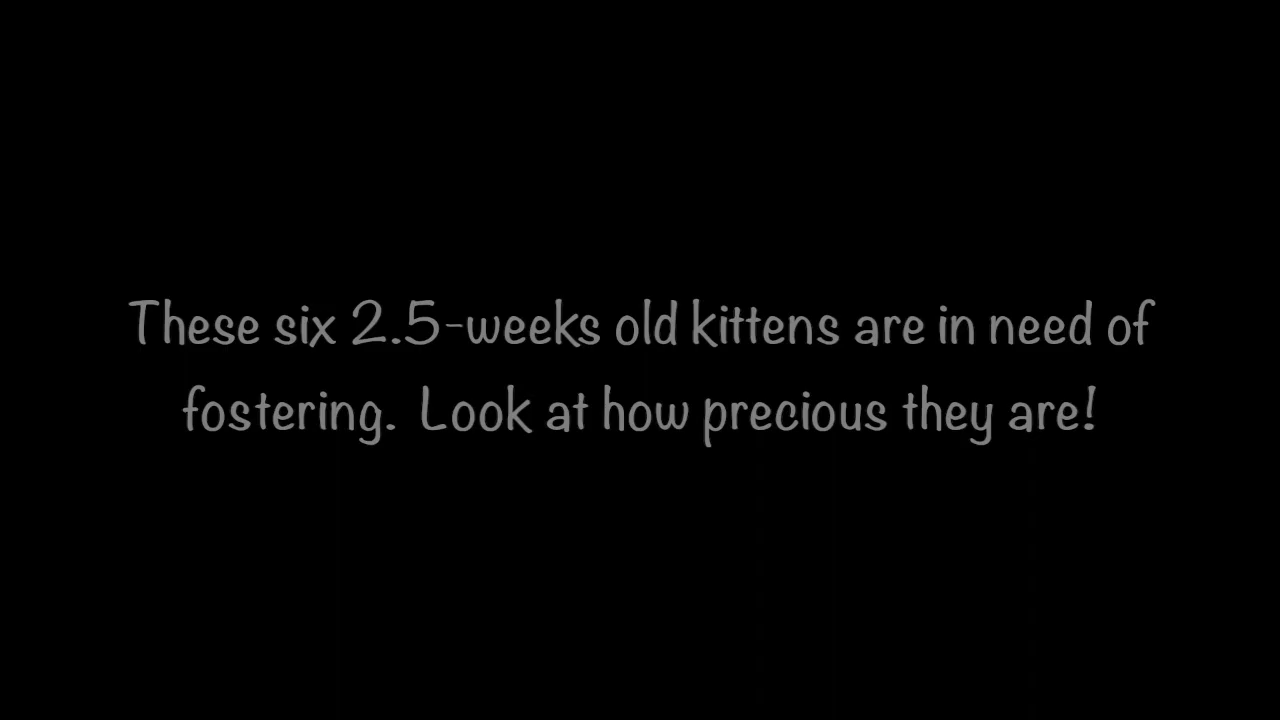 These six 2.5-weeks old kittens are in need of
fostering.  Look at how precious they are!